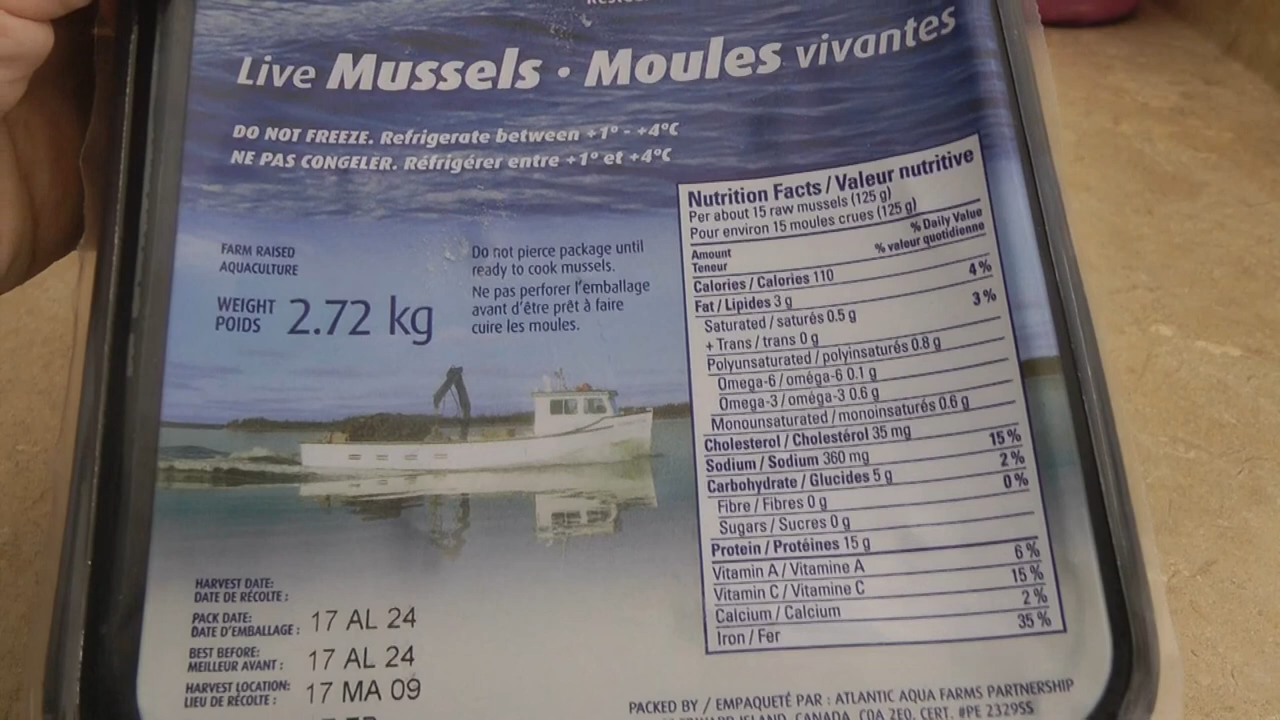 Live Mussels • Moules vivantes
DO NOT FREEZE. Refrigerate between +1° - +4°C
NE PAS CONGELER. Réfrigérer entre +1° et +4°C
FARM RAISED
AQUACULTURE
WEIGHT
POIDS
2.72 kg
Do not pierce package until
ready to cook mussels.
Ne pas perforer l'emballage
avant d'être prêt à faire
cuire les moules.
Nutrition Facts / Valeur nutritive
Per about 15 raw mussels (125 g)
Pour environ 15 moules crues (125 g)
Amount % Daily Value
Teneur % valeur quotidienne
Calories / Calories 110
Fat / Lipides 3 g 4 %
Saturated / saturés 0.5 g 3 %
+ Trans / trans 0 g
Polyunsaturated / polyinsaturés 0.8 g
Omega-6 / oméga-6 0.1 g
Omega-3 / oméga-3 0.6 g
Monounsaturated / monoinsaturés 0.6 g
Cholesterol / Cholestérol 35 mg
Sodium / Sodium 360 mg 15 %
Carbohydrate / Glucides 5 g 2 %
Fibre / Fibres 0 g 0 %
Sugars / Sucres 0 g
Protein / Protéines 15 g
Vitamin A / Vitamine A 6 %
Vitamin C / Vitamine C 15 %
Calcium / Calcium 2 %
Iron / Fer 35 %
HARVEST DATE:
DATE DE RÉCOLTE :
PACK DATE:
DATE D'EMBALLAGE : 17 AL 24
BEST BEFORE:
MEILLEUR AVANT : 17 AL 24
HARVEST LOCATION:
LIEU DE RÉCOLTE : 17 MA 09
PACKED BY / EMPAQUETÉ PAR : ATLANTIC AQUA FARMS PARTNERSHIP
ISLAND, CANADA, C0A 2E0, CERT. #PE 2329SS